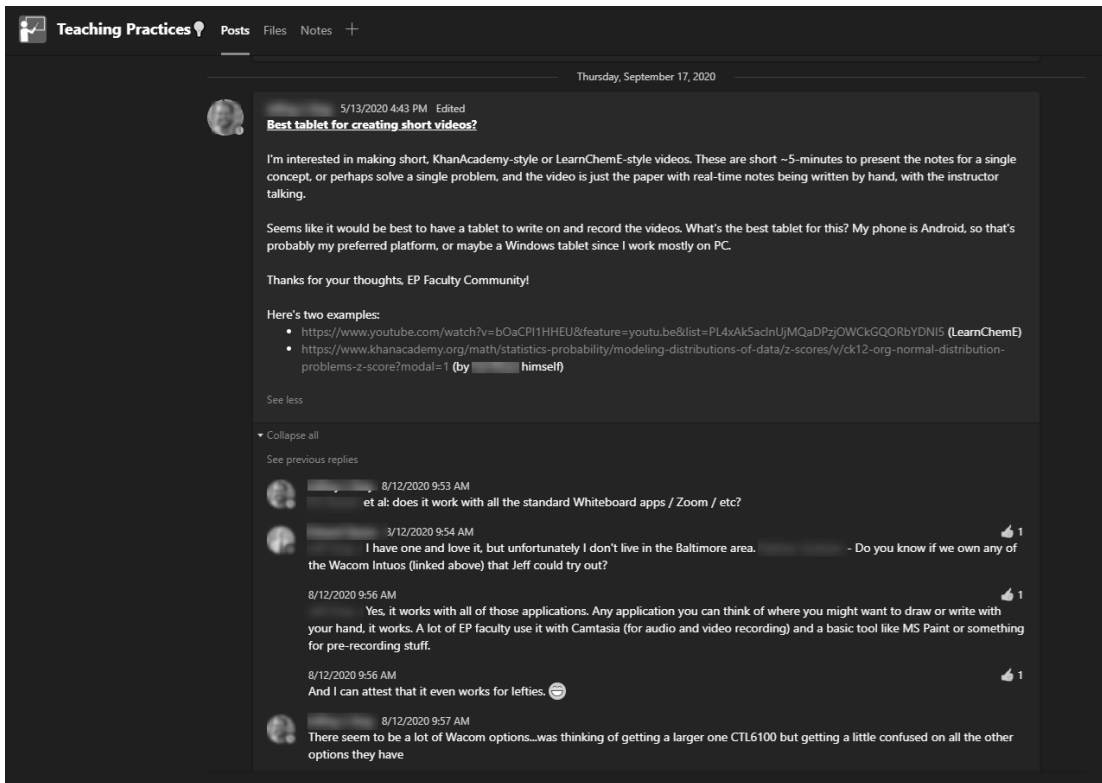 Teaching Practices Posts Files Notes
Thursday, September 17, 2020
5/13/2020 4:43 PM Edited
Best tablet for creating short videos?
I'm interested in making short, KhanAcademy-style or LearnChemE-style videos. These are short ~5-minutes to present the notes for a single
concept, or perhaps solve a single problem, and the video is just the paper with real-time notes being written by hand, with the instructor
talking.
Seems like it would be best to have a tablet to write on and record the videos. What's the best tablet for this? My phone is Android, so that's
probably my preferred platform, or maybe a Windows tablet since I work mostly on PC.
Thanks for your thoughts, EP Faculty Community!
Here's two examples:
• https://www.youtube.com/watch?v=bOaCPI1HHEU&feature=youtu.be&list=PL4xAk5aclnUjMQaDPzjOWCkGQORbYDNI5 (LearnChemE)
• https://www.khanacademy.org/math/statistics-probability/modeling-distributions-of-data/z-scores/v/ck12-org-normal-distribution-
problems-z-score?modal=1 (by himself)
See less
Collapse all
See previous replies
8/12/2020 9:53 AM
et al: does it work with all the standard Whiteboard apps / Zoom / etc?
8/12/2020 9:54 AM 1
I have one and love it, but unfortunately I don't live in the Baltimore area. - Do you know if we own any of
the Wacom Intuos (linked above) that Jeff could try out?
8/12/2020 9:56 AM 1
Yes, it works with all of those applications. Any application you can think of where you might want to draw or write with
your hand, it works. A lot of EP faculty use it with Camtasia (for audio and video recording) and a basic tool like MS Paint or something
for pre-recording stuff.
8/12/2020 9:56 AM 1
And I can attest that it even works for lefties.
8/12/2020 9:57 AM
There seem to be a lot of Wacom options...was thinking of getting a larger one CTL6100 but getting a little confused on all the other
options they have